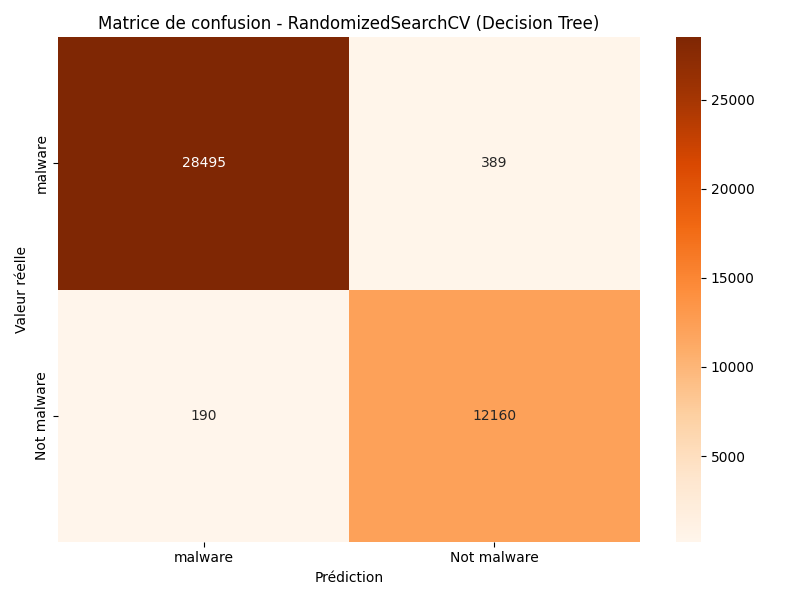 Matrice de confusion - RandomizedSearchCV (Decision Tree)
malware
28495
389
Valeur réelle
Not malware
190
12160
malware
Not malware
Prédiction
25000
20000
15000
10000
5000